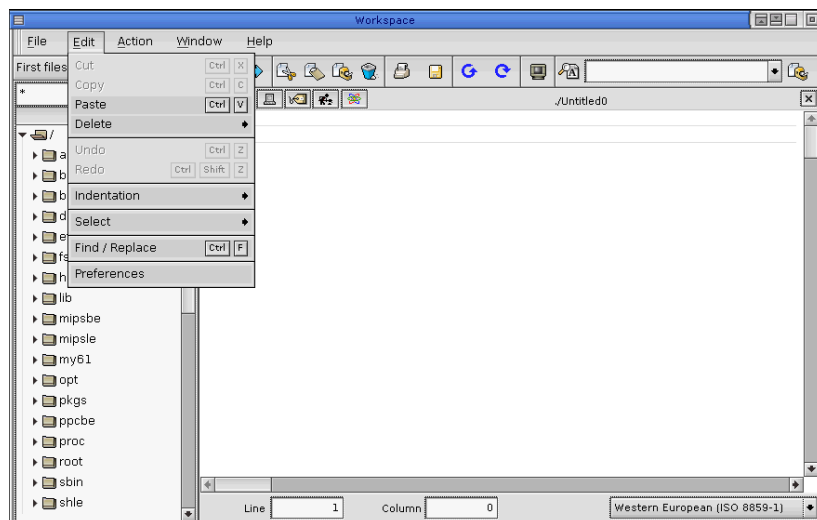 Workspace
File Edit Action Window Help
First files
*
./Untitled0
Cut Ctrl X
Copy Ctrl C
Paste Ctrl V
Delete
Undo Ctrl Z
Redo Ctrl Shift Z
Indentation
Select
Find / Replace Ctrl F
Preferences
/
a
b
b
d
e
fs
h
lib
mipsbe
mipsle
my61
opt
pkgs
ppcbe
proc
root
sbin
shle
Line 1 Column 0 Western European (ISO 8859-1)